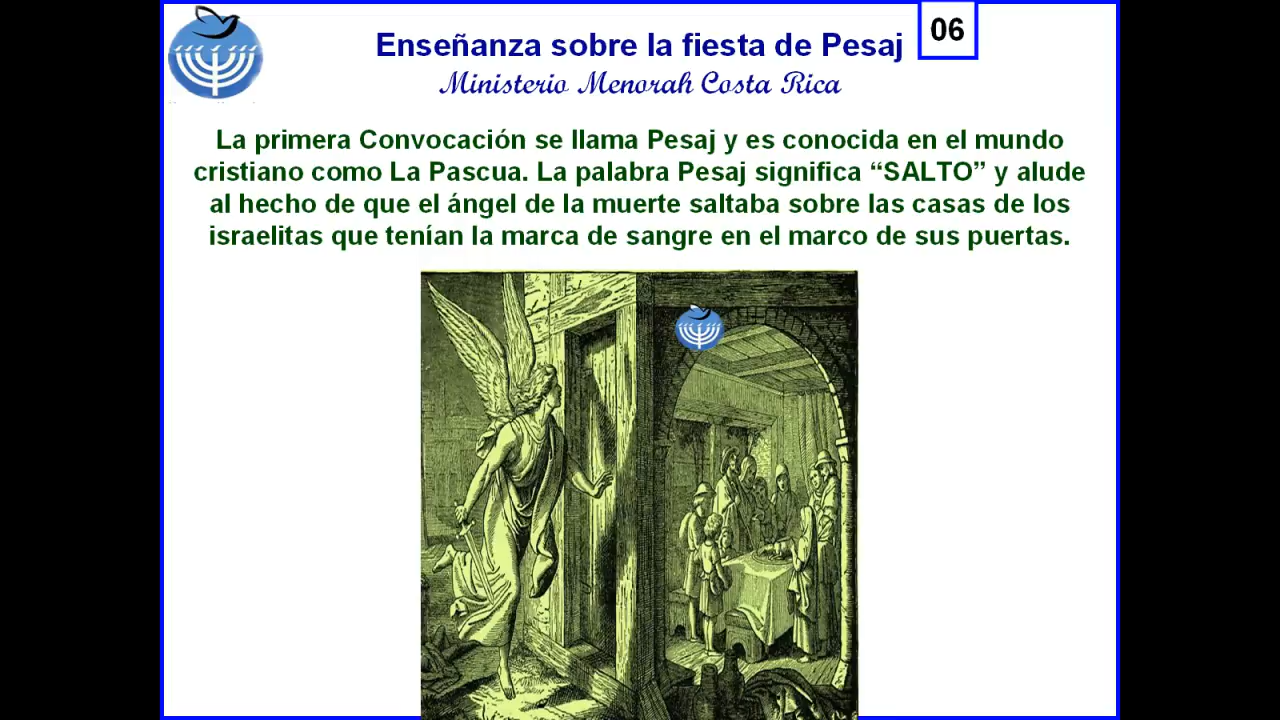 Enseñanza sobre la fiesta de Pesaj
06
Ministerio Menorah Costa Rica
La primera Convocación se llama Pesaj y es conocida en el mundo
cristiano como La Pascua. La palabra Pesaj significa “SALTO” y alude
al hecho de que el ángel de la muerte saltaba sobre las casas de los
israelitas que tenían la marca de sangre en el marco de sus puertas.